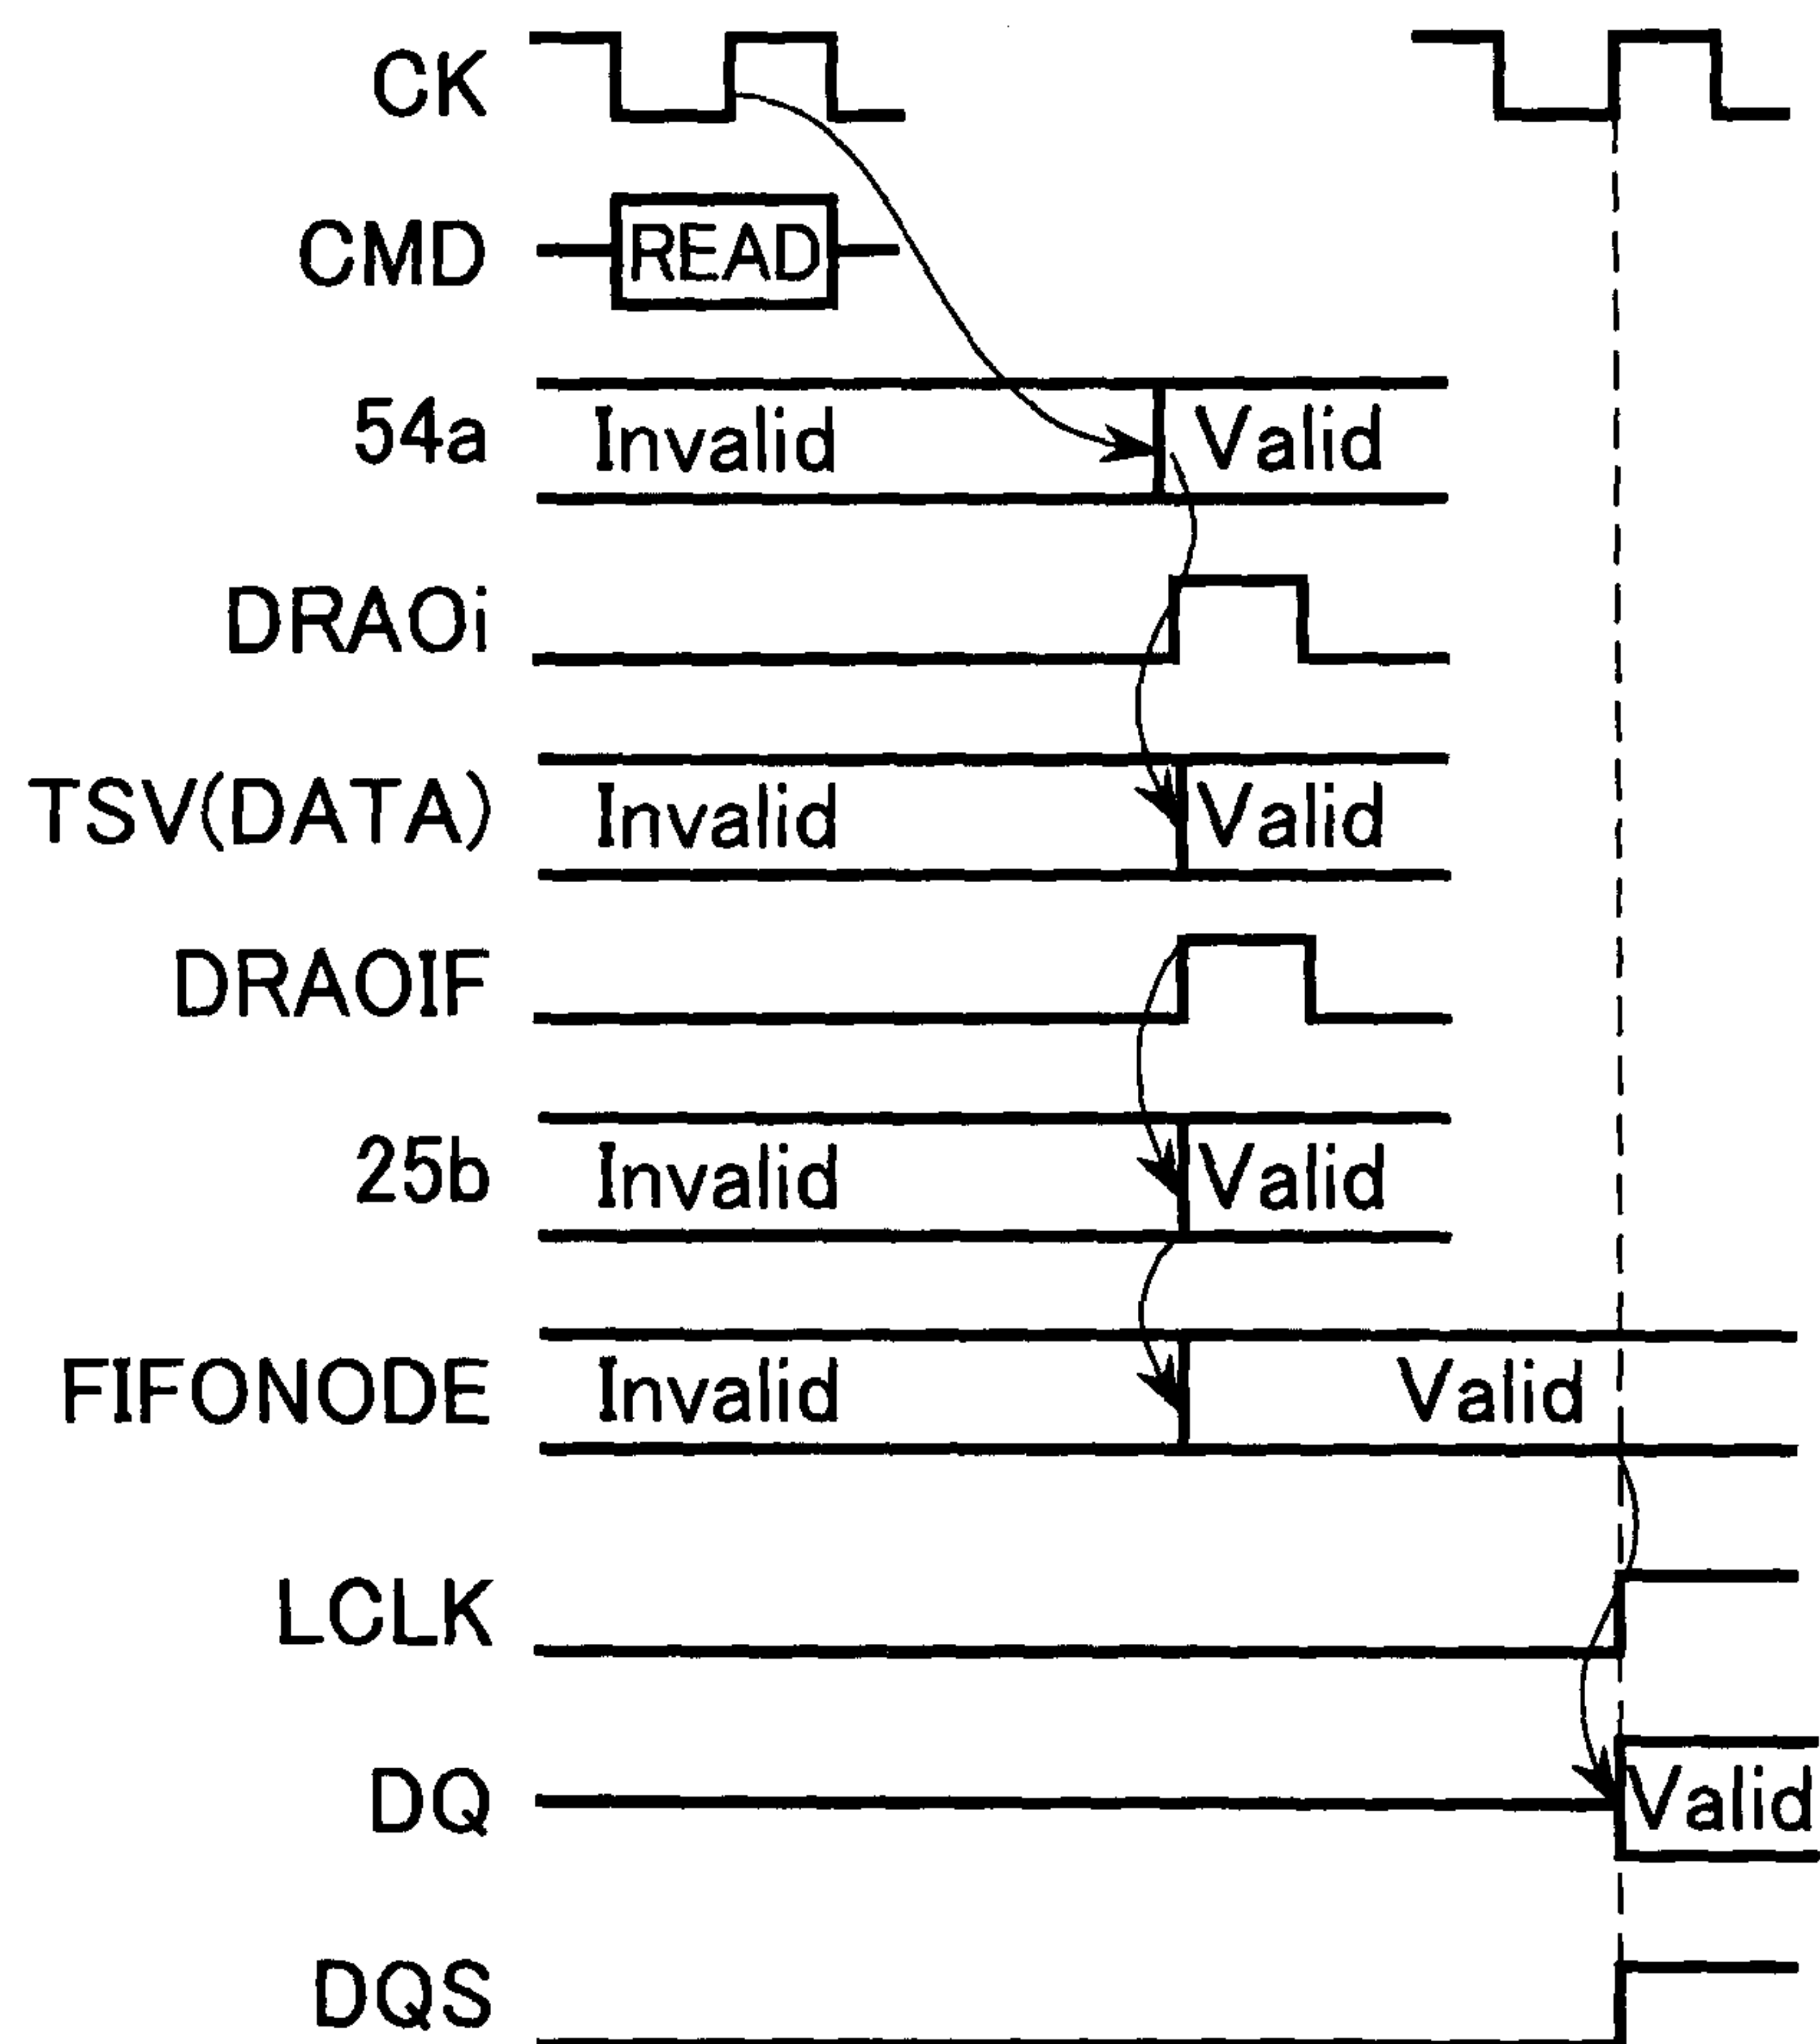 CK
CMD READ
54a Invalid Valid
DRAOi
TSV(DATA) Invalid Valid
DRAOIF
25b Invalid Valid
FIFONODE Invalid Valid
LCLK
DQ Valid
DQS